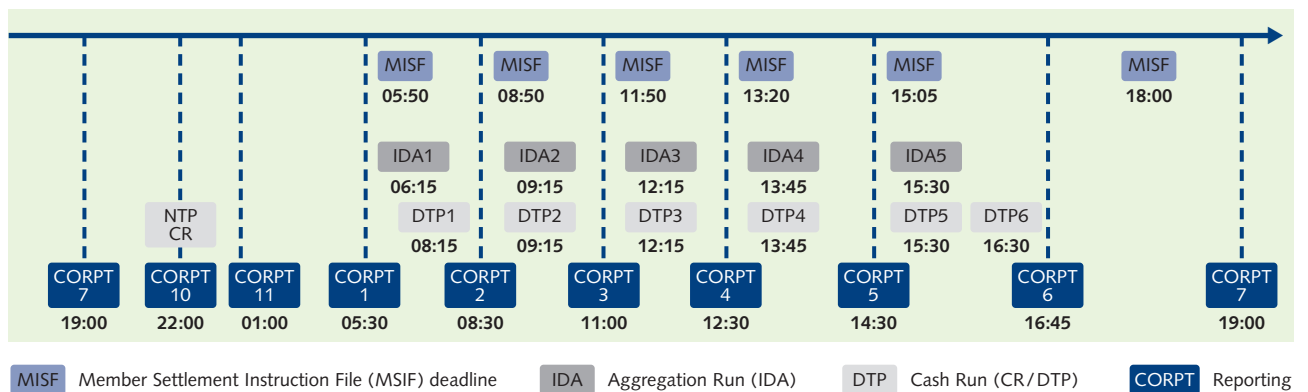 MISF MISF MISF MISF MISF MISF
05:50 08:50 11:50 13:20 15:05 18:00
IDA1 IDA2 IDA3 IDA4 IDA5
06:15 09:15 12:15 13:45 15:30
NTP
CR
DTP1 DTP2 DTP3 DTP4 DTP5 DTP6
08:15 09:15 12:15 13:45 15:30 16:30
CORPT CORPT CORPT CORPT CORPT CORPT CORPT CORPT CORPT CORPT
7 10 11 1 2 3 4 5 6 7
19:00 22:00 01:00 05:30 08:30 11:00 12:30 14:30 16:45 19:00
MISF Member Settlement Instruction File (MSIF) deadline IDA Aggregation Run (IDA) DTP Cash Run (CR/DTP) CORPT Reporting